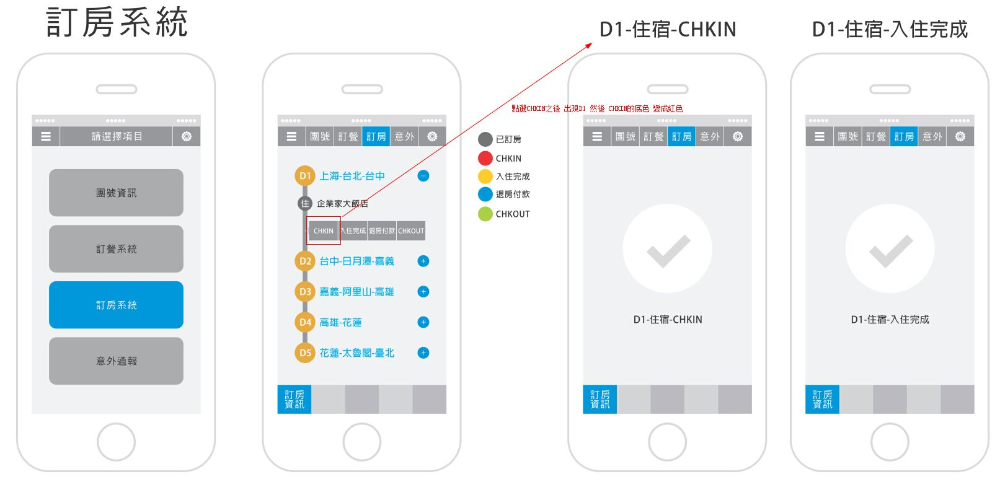 訂房系統
D1-住宿-CHKIN
D1-住宿-入住完成
點選CHKIN之後 出現D1 然後 CHKIN的底色 變成紅色
請選擇項目
團號資訊
訂餐系統
訂房系統
意外通報
團號 訂餐 訂房 意外
D1 上海-台北-台中
住 企業家大飯店
CHKIN 入住完成 退房付款 CHKOUT
D2 台中-日月潭-嘉義
D3 嘉義-阿里山-高雄
D4 高雄-花蓮
D5 花蓮-太魯閣-臺北
訂房
資訊
已訂房
CHKIN
入住完成
退房付款
CHKOUT
團號 訂餐 訂房 意外
D1-住宿-CHKIN
訂房
資訊
團號 訂餐 訂房 意外
D1-住宿-入住完成
訂房
資訊